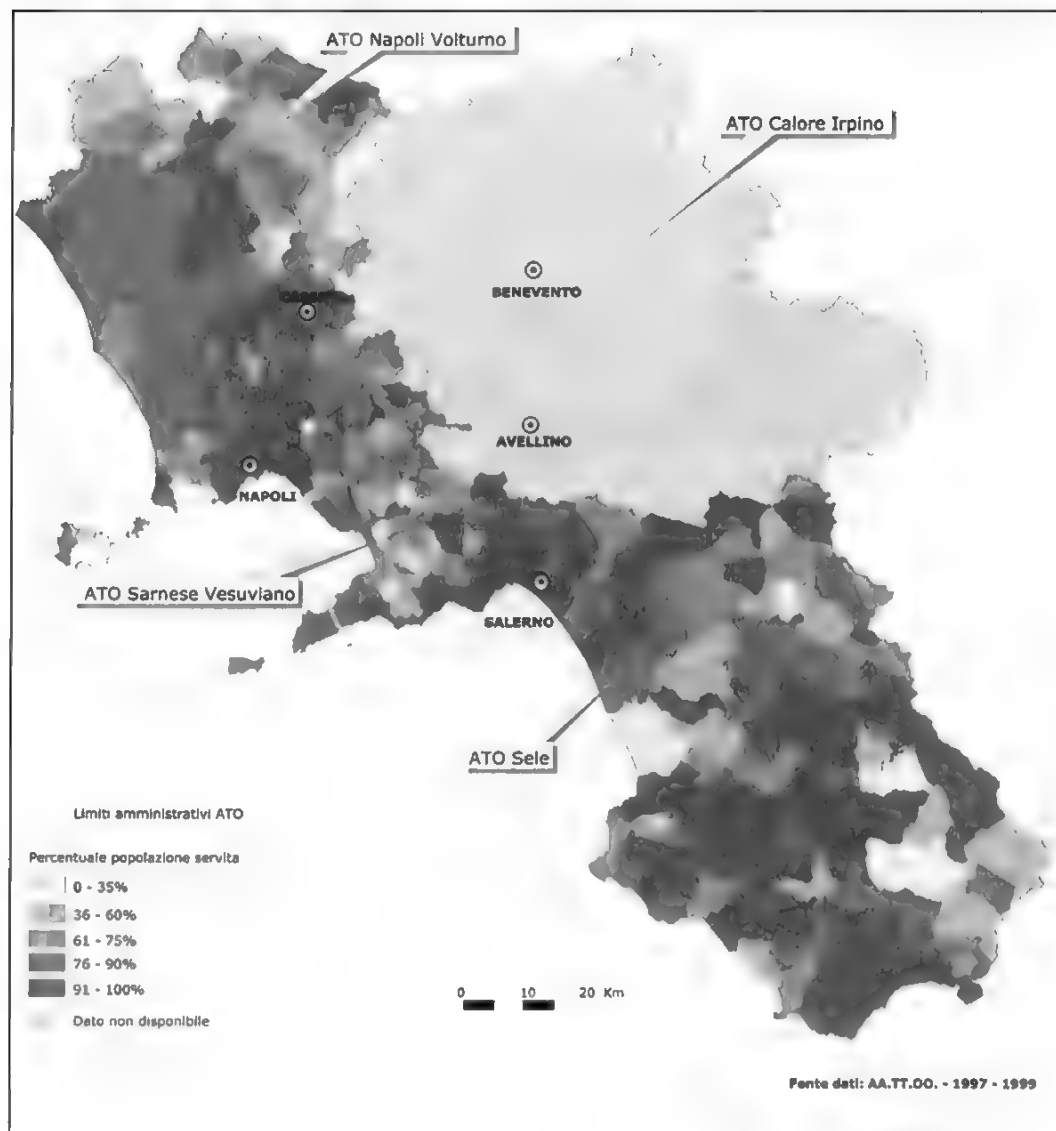 ATO Napoli Volturno
ATO Calore Irpino
BENEVENTO
AVELLINO
NAPOLI
ATO Sarnese Vesuviano
SALERNO
ATO Sele
Limiti amministrativi ATO
Percentuale popolazione servita
0 - 35%
36 - 60%
61 - 75%
76 - 90%
91 - 100%
Dato non disponibile
0 10 20 Km
Fonte dati: AA.TT.OO. - 1997 - 1999